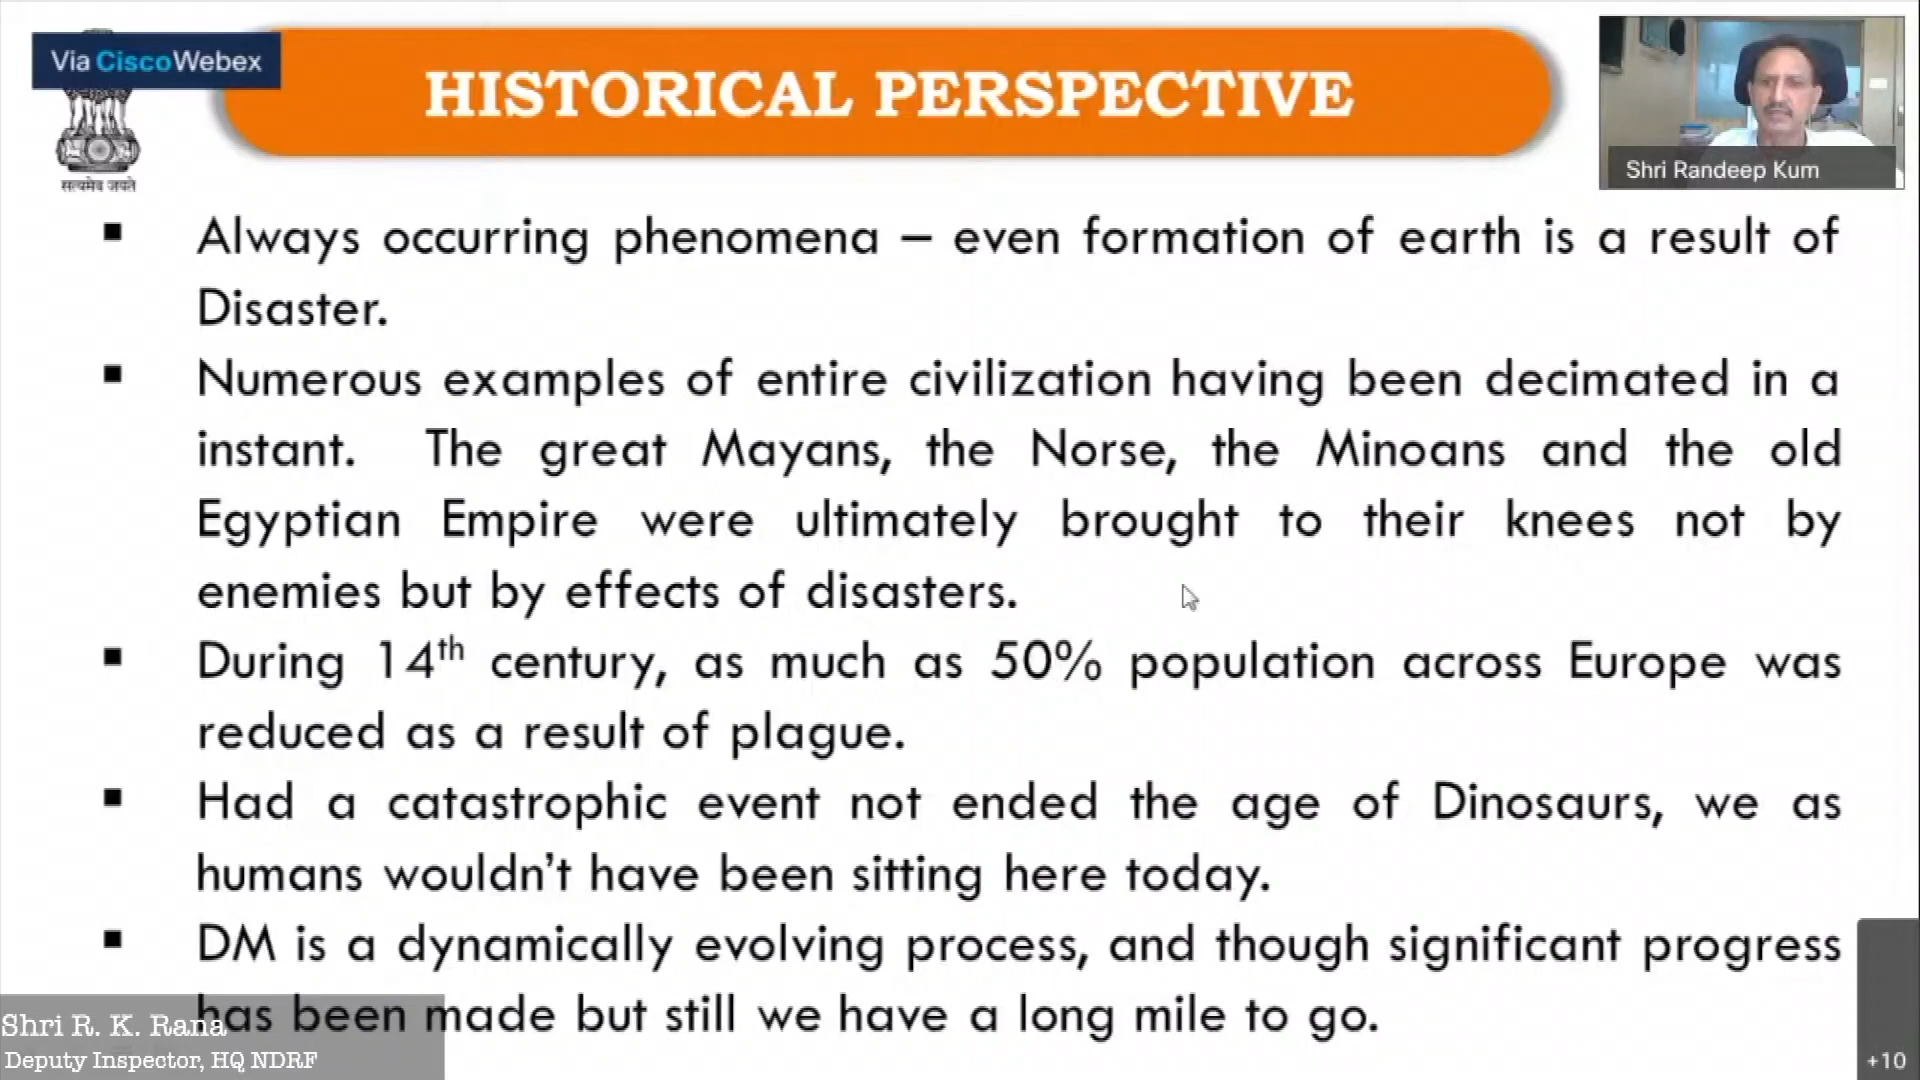 Via CiscoWebex
HISTORICAL PERSPECTIVE
Shri Randeep Kum
सत्यमेव जयते
▪ Always occurring phenomena – even formation of earth is a result of
Disaster.
▪ Numerous examples of entire civilization having been decimated in a
instant. The great Mayans, the Norse, the Minoans and the old
Egyptian Empire were ultimately brought to their knees not by
enemies but by effects of disasters.
▪ During 14th century, as much as 50% population across Europe was
reduced as a result of plague.
▪ Had a catastrophic event not ended the age of Dinosaurs, we as
humans wouldn't have been sitting here today.
▪ DM is a dynamically evolving process, and though significant progress
has been made but still we have a long mile to go.
Shri R. K. Rana
Deputy Inspector, HQ NDRF
+10